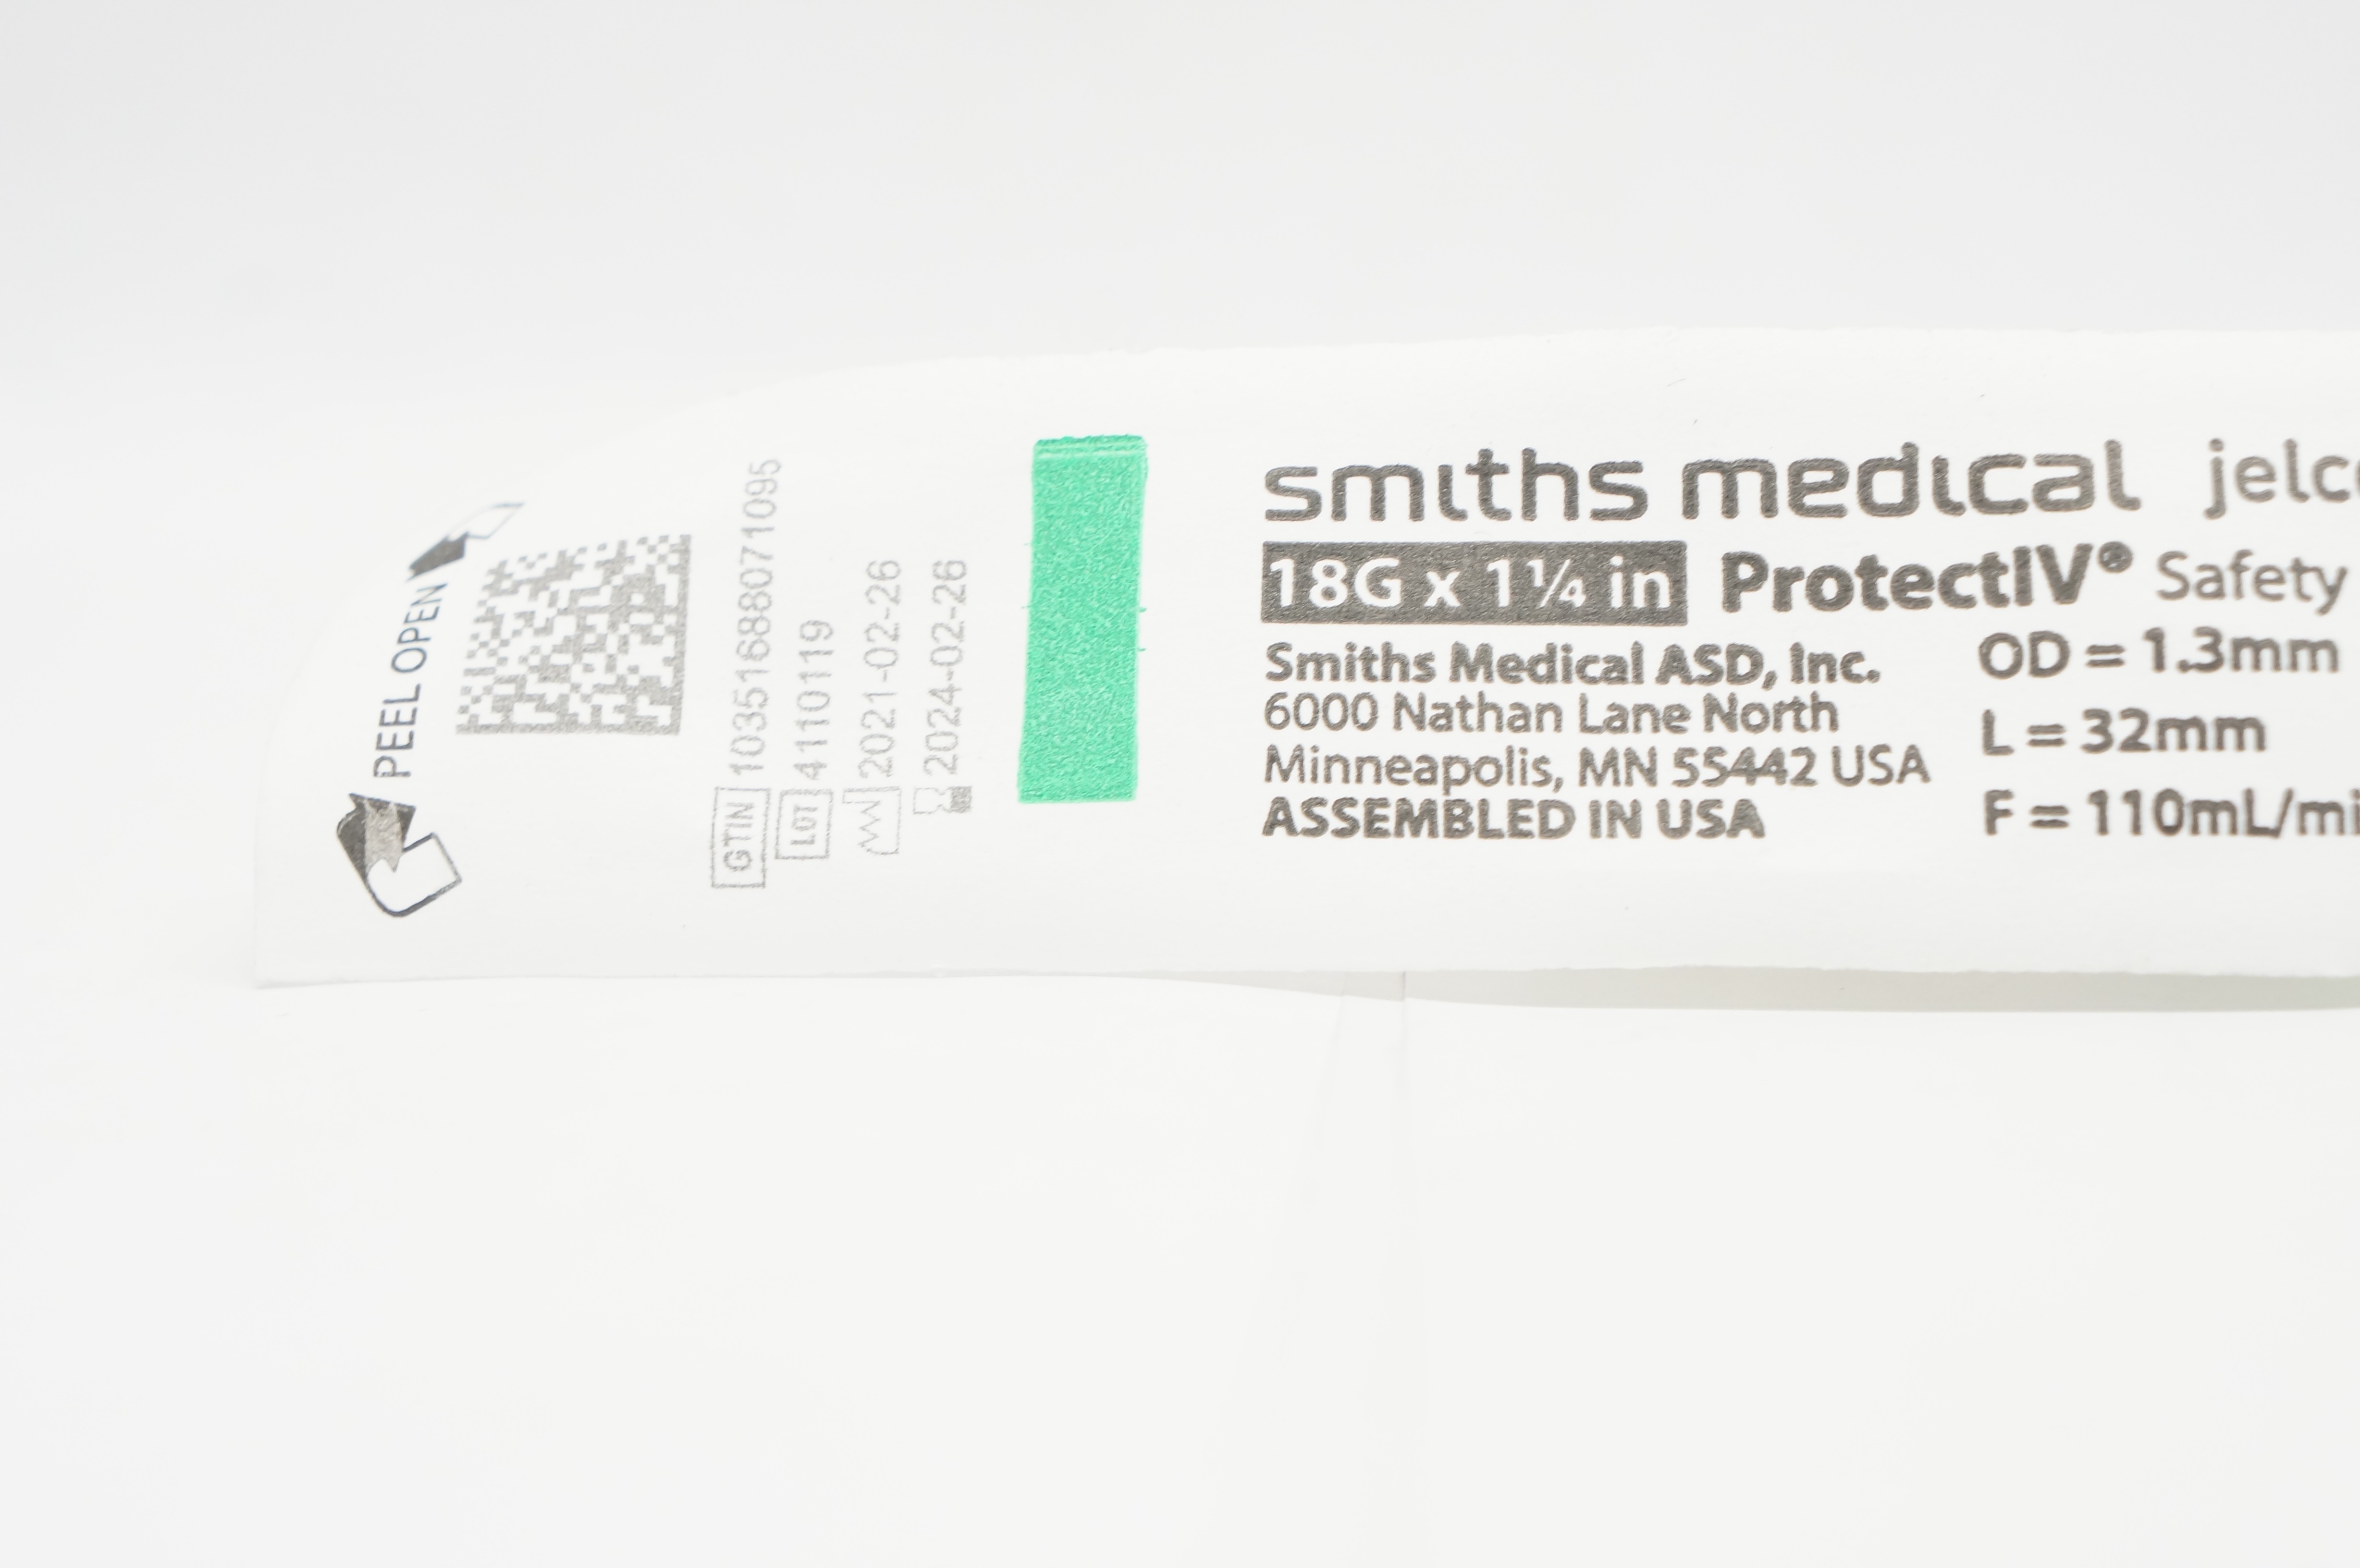 PEEL OPEN
GTIN 10351688071095
LOT 4110119
2021-02-26
2024-02-26
smiths medical
18G x 1¼ in ProtectIV® Safety
Smiths Medical ASD, Inc.
6000 Nathan Lane North
Minneapolis, MN 55442 USA
ASSEMBLED IN USA
OD = 1.3mm
L = 32mm
F = 110mL/mi